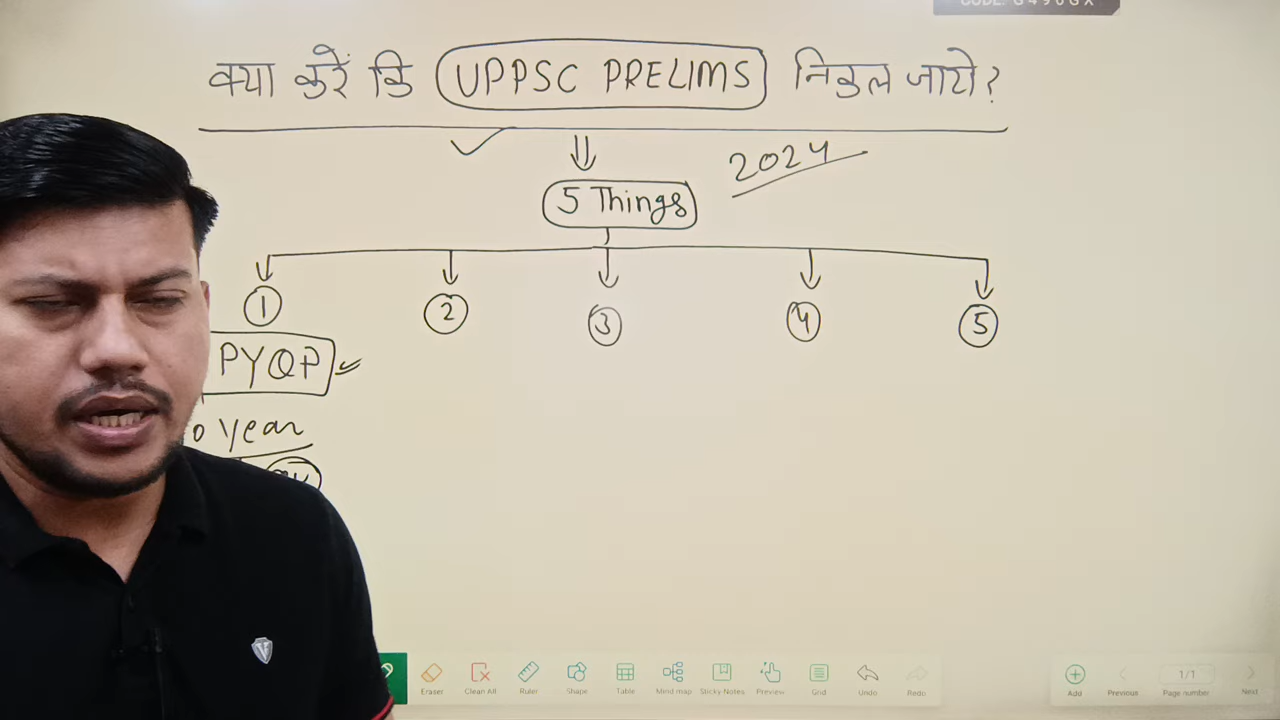 क्या करें कि UPPSC PRELIMS निकल जाये?
2024
5 Things
1 2 3 4 5
PYQP
0 Year
Eraser Clean All Ruler Shape Table Mind map Sticky Notes Preview Grid Undo Redo
Add Previous 1/1 Page number Next